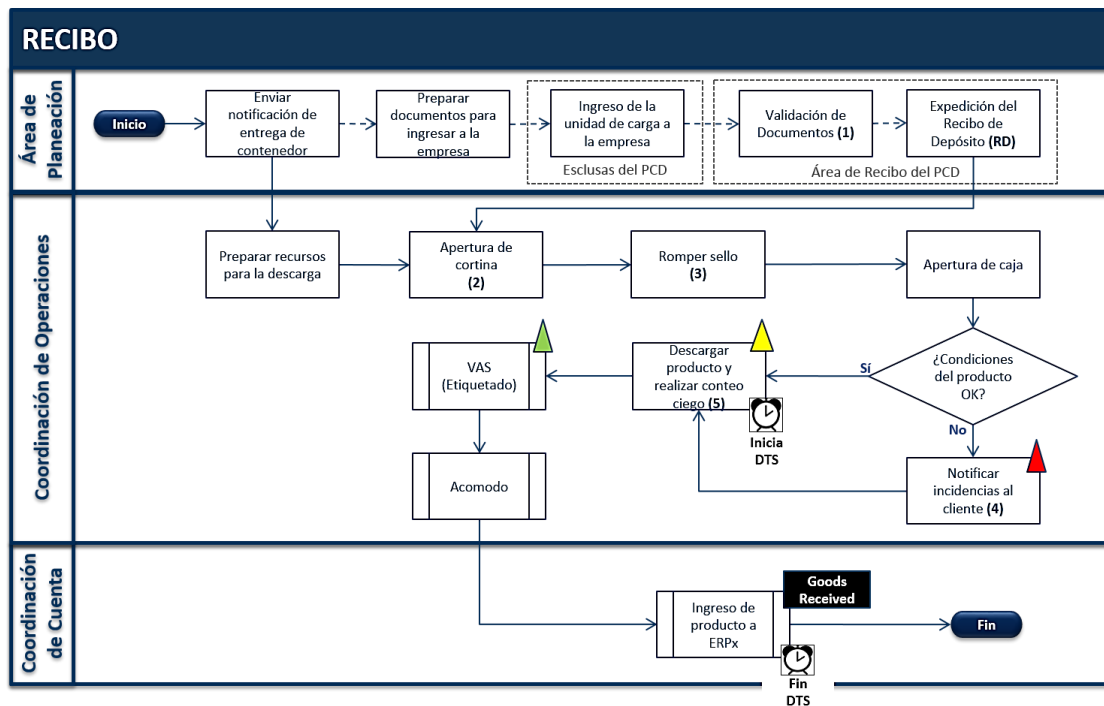 RECIBO
Área de
Planeación
Inicio
Enviar
notificación de
entrega de
contenedor
Preparar
documentos para
ingresar a la
empresa
Ingreso de la
unidad de carga a
la empresa
Esclusas del PCD
Validación de
Documentos (1)
Expedición del
Recibo de
Depósito (RD)
Área de Recibo del PCD
Coordinación de Operaciones
Preparar recursos
para la descarga
Apertura de
cortina
(2)
Romper sello
(3)
Apertura de caja
VAS
(Etiquetado)
Descargar
producto y
realizar conteo
ciego (5)
Inicia
DTS
Sí
¿Condiciones
del producto
OK?
No
Acomodo
Notificar
incidencias al
cliente (4)
Coordinación
de Cuenta
Goods
Received
Ingreso de
producto a
ERPx
Fin
DTS
Fin